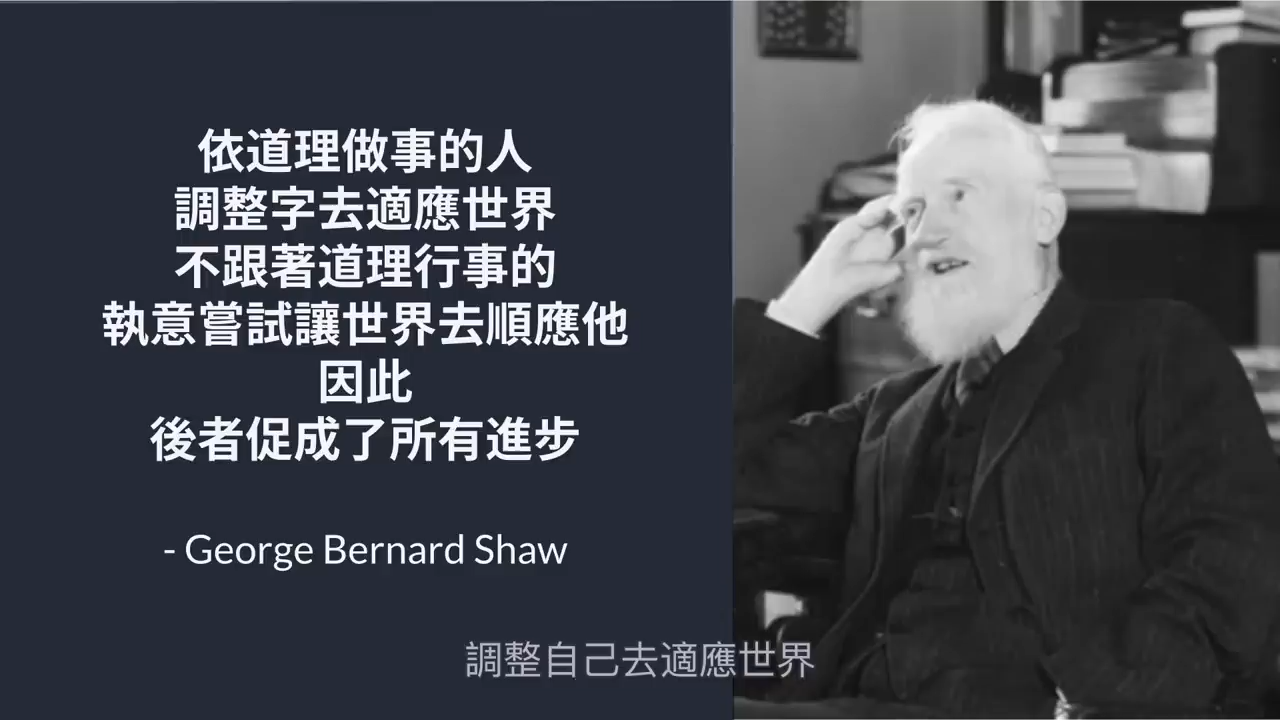 依道理做事的人
調整字去適應世界
不跟著道理行事的
執意嘗試讓世界去順應他
因此
後者促成了所有進步
- George Bernard Shaw
調整自己去適應世界